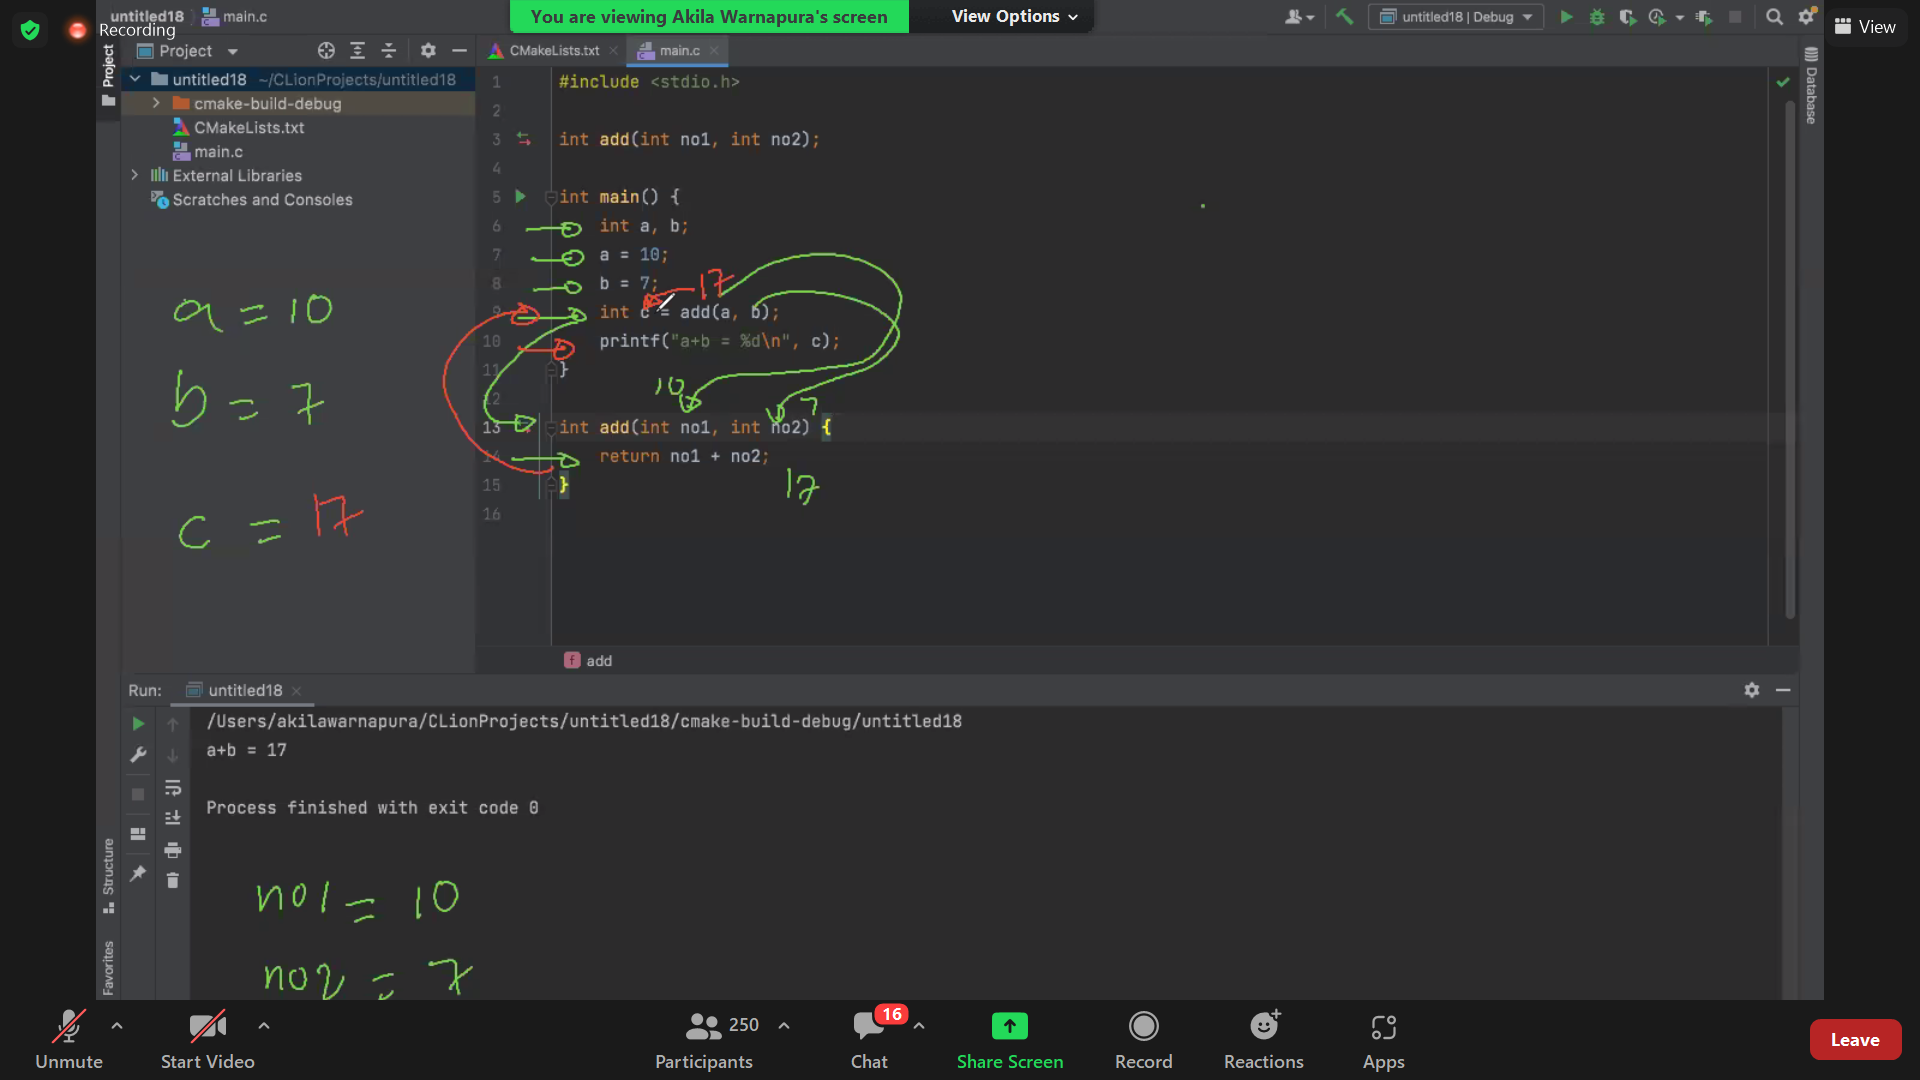 untitled18 main.c
You are viewing Akila Warnapura's screen
View Options
Recording
untitled18 | Debug
View
Project
CMakeLists.txt
main.c
Project
untitled18 ~/CLionProjects/untitled18
cmake-build-debug
CMakeLists.txt
main.c
External Libraries
Scratches and Consoles
Database
1 #include <stdio.h>
2
3 int add(int no1, int no2);
4
5 int main() {
6 int a, b;
7 a = 10;
8 b = 7;
17
9 int c = add(a, b);
10 printf("a+b = %d\n", c);
11 }
12
10 7
13 int add(int no1, int no2) {
14 return no1 + no2;
15 }
17
16
a = 10
b = 7
c = 17
f add
Run: untitled18
/Users/akilawarnapura/CLionProjects/untitled18/cmake-build-debug/untitled18
a+b = 17
Process finished with exit code 0
Structure
Favorites
no1 = 10
no2 = 7
Unmute
Start Video
250
Participants
16
Chat
Share Screen
Record
Reactions
Apps
Leave